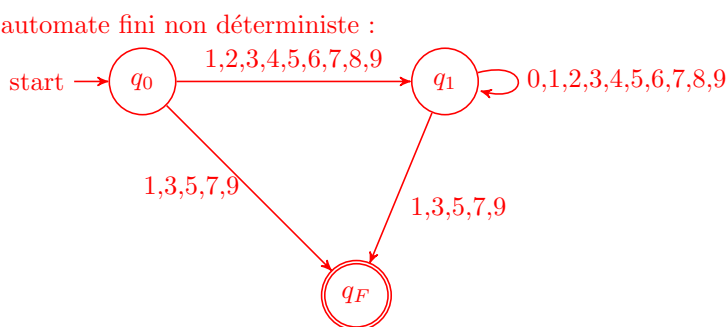 automate fini non déterministe :
1,2,3,4,5,6,7,8,9
start q₀ q₁ 0,1,2,3,4,5,6,7,8,9
1,3,5,7,9
1,3,5,7,9
q_F